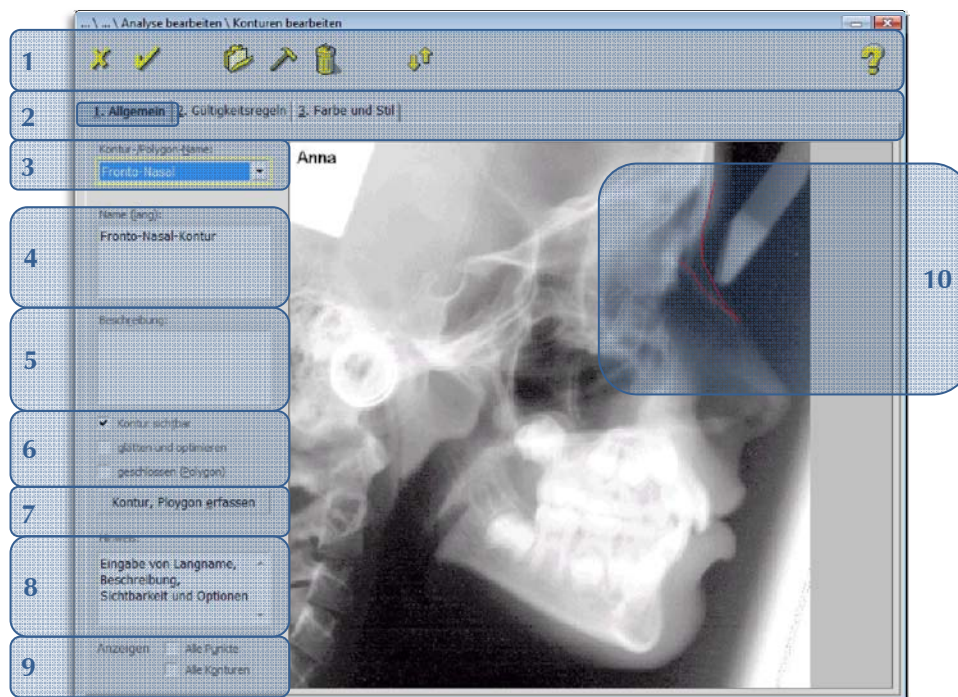 ... \ ... \ Analyse bearbeiten \ Konturen bearbeiten
1
2
1. Allgemein 2. Gültigkeitsregeln 3. Farbe und Stil
3
Kontur-/Polygon-Name:
Fronto-Nasal
Anna
4
Name (lang):
Fronto-Nasal-Kontur
10
5
Beschreibung:
6
Kontur sichtbar
glätten und optimieren
geschlossen (Polygon)
7
Kontur, Ploygon erfassen
8
Hinweis:
Eingabe von Langname,
Beschreibung,
Sichtbarkeit und Optionen
9
Anzeigen Alle Punkte
Alle Konturen